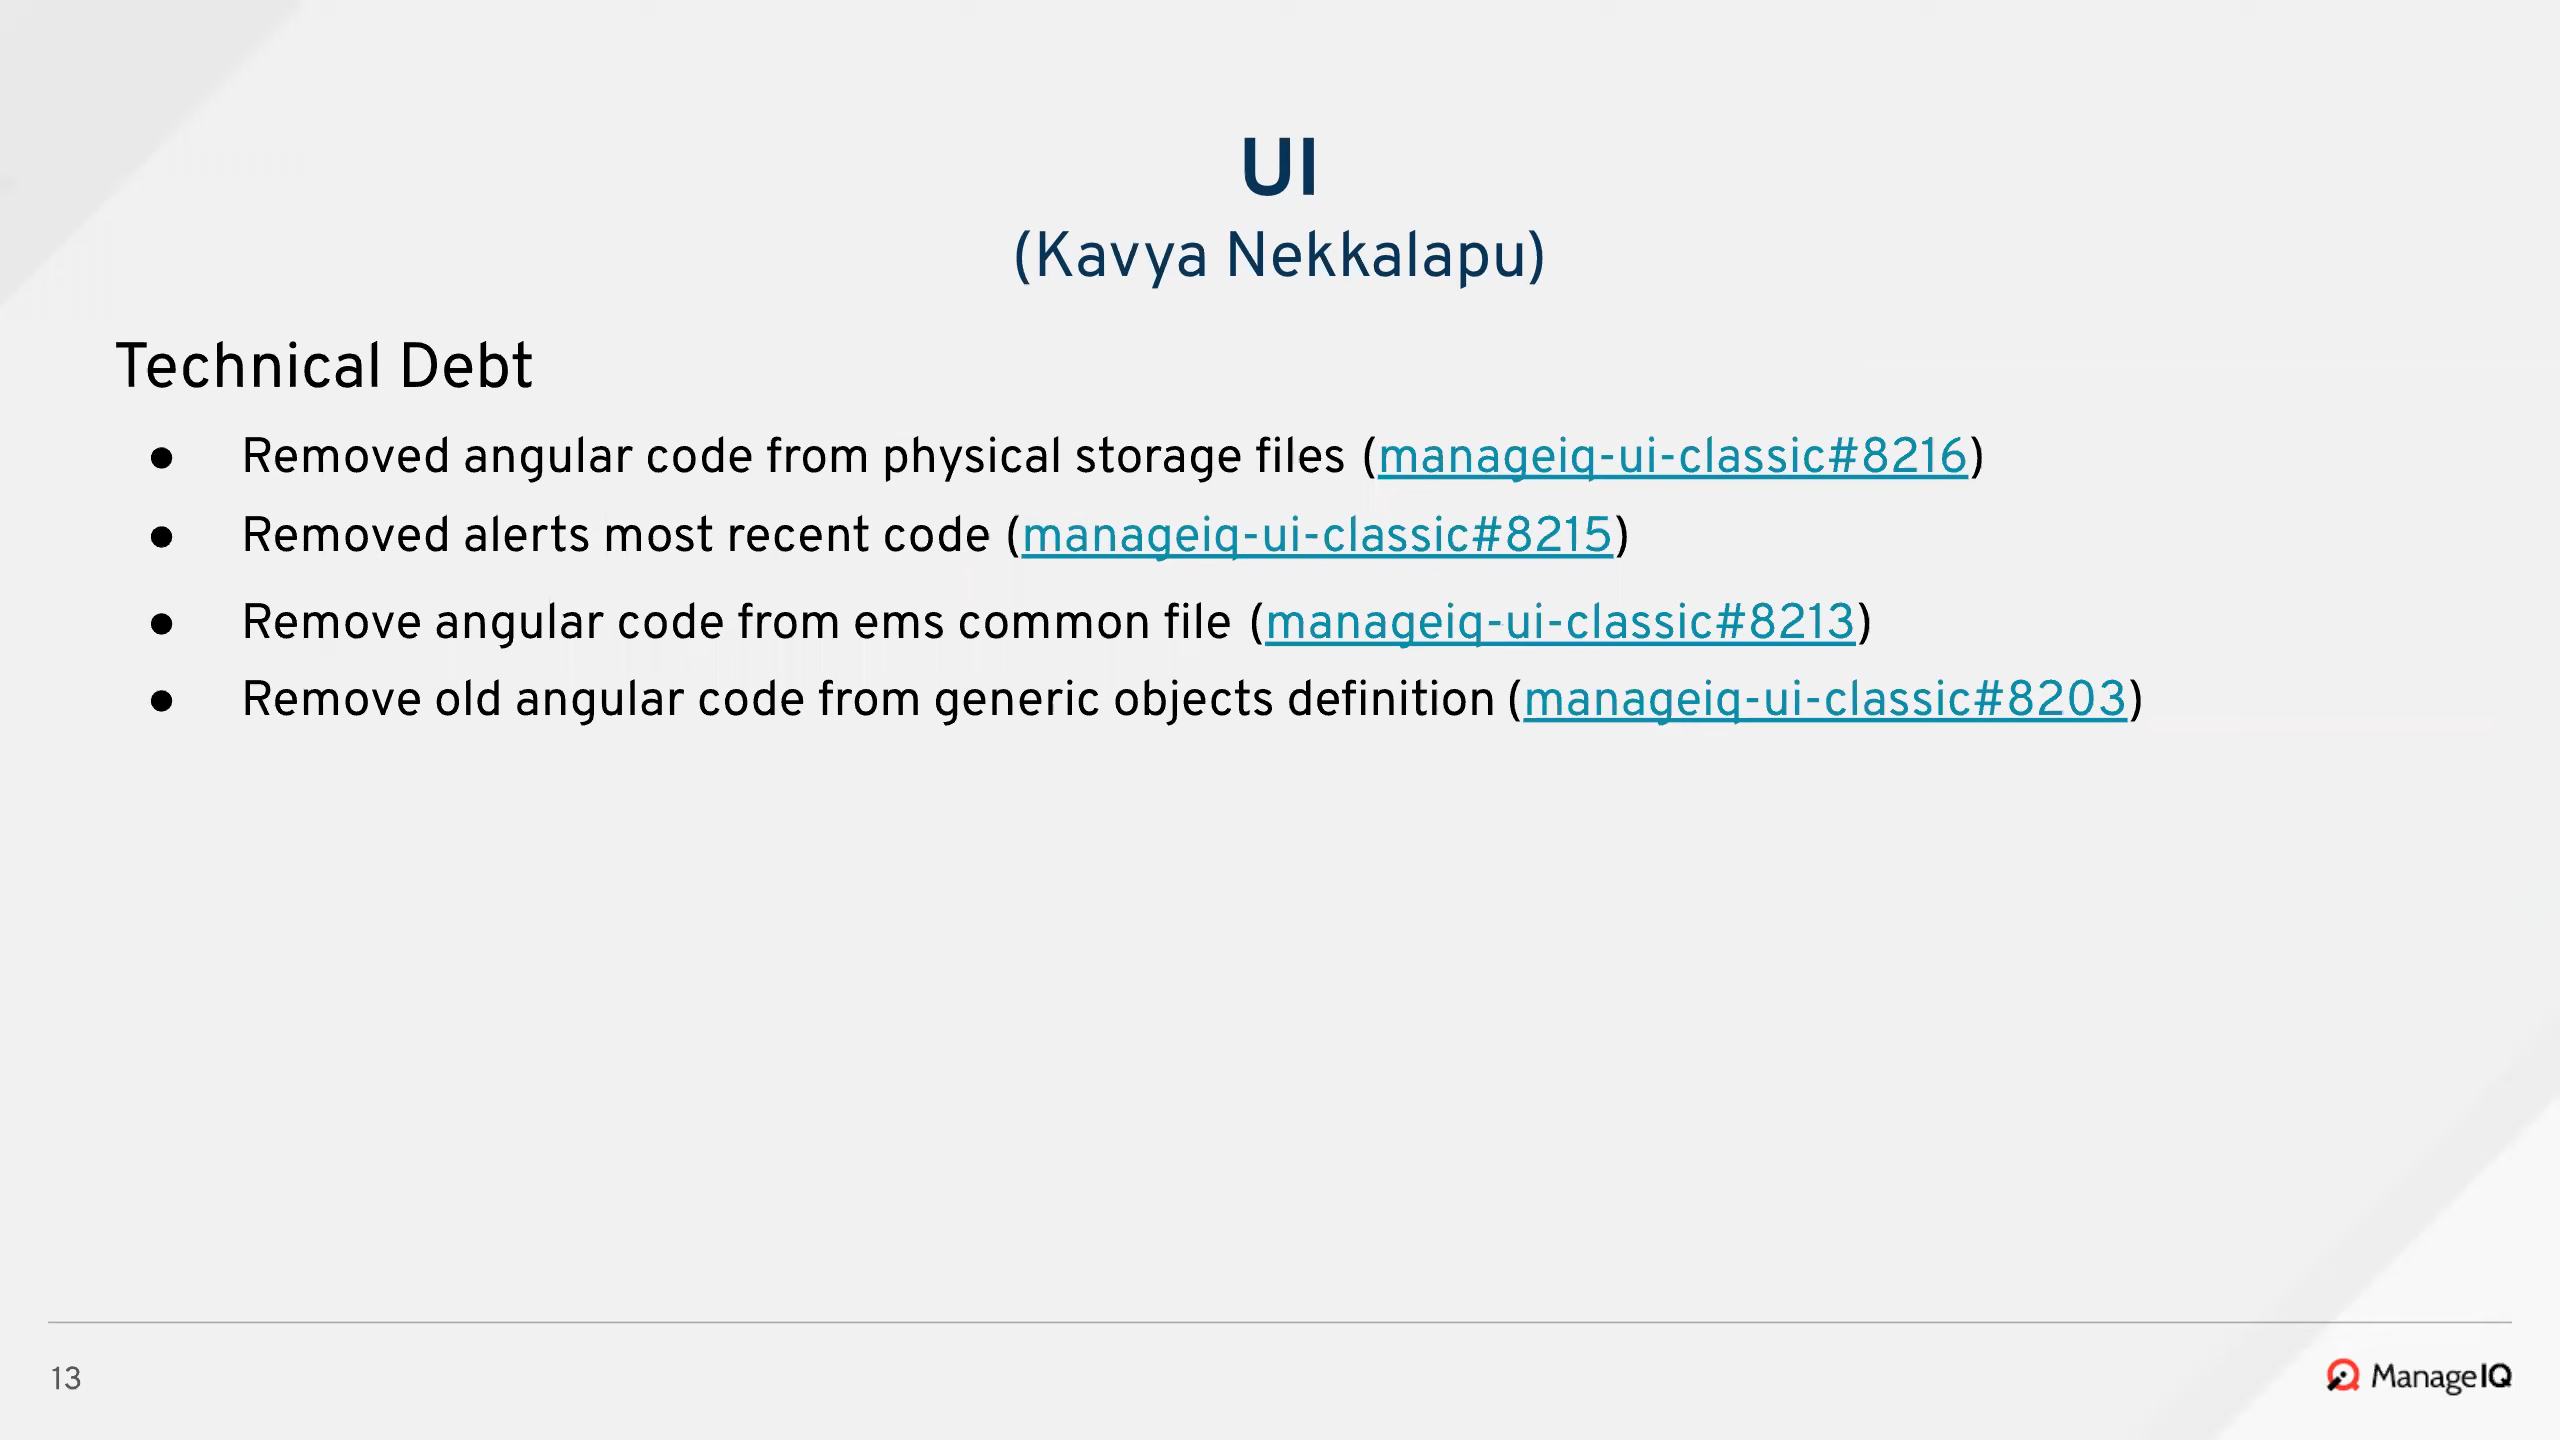 UI
(Kavya Nekkalapu)
Technical Debt
● Removed angular code from physical storage files (manageiq-ui-classic#8216)
● Removed alerts most recent code (manageiq-ui-classic#8215)
● Remove angular code from ems common file (manageiq-ui-classic#8213)
● Remove old angular code from generic objects definition (manageiq-ui-classic#8203)
13
ManageIQ